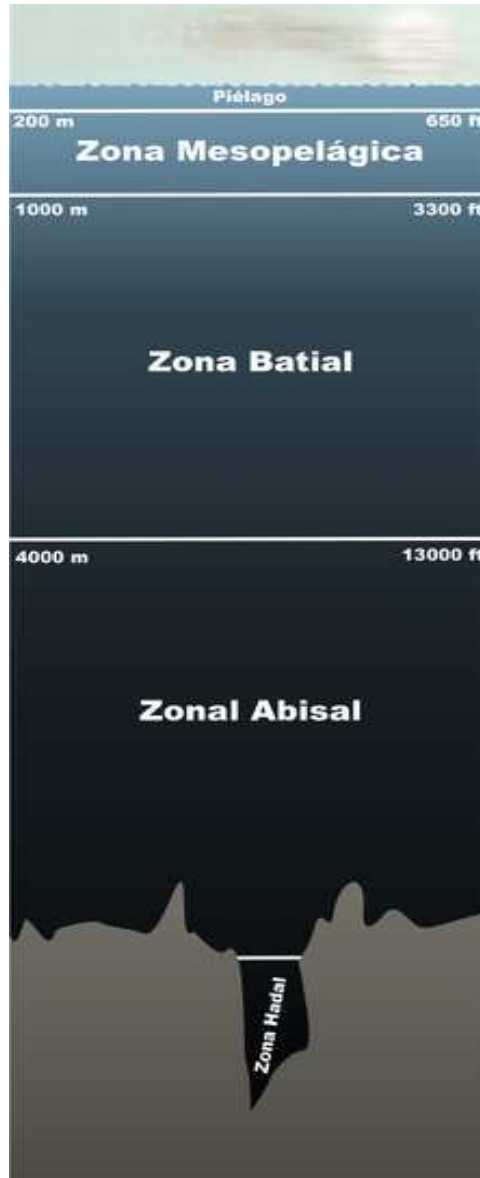 Piélago
200 m 650 ft
Zona Mesopelágica
1000 m 3300 ft
Zona Batial
4000 m 13000 ft
Zonal Abisal
Zona Hadal